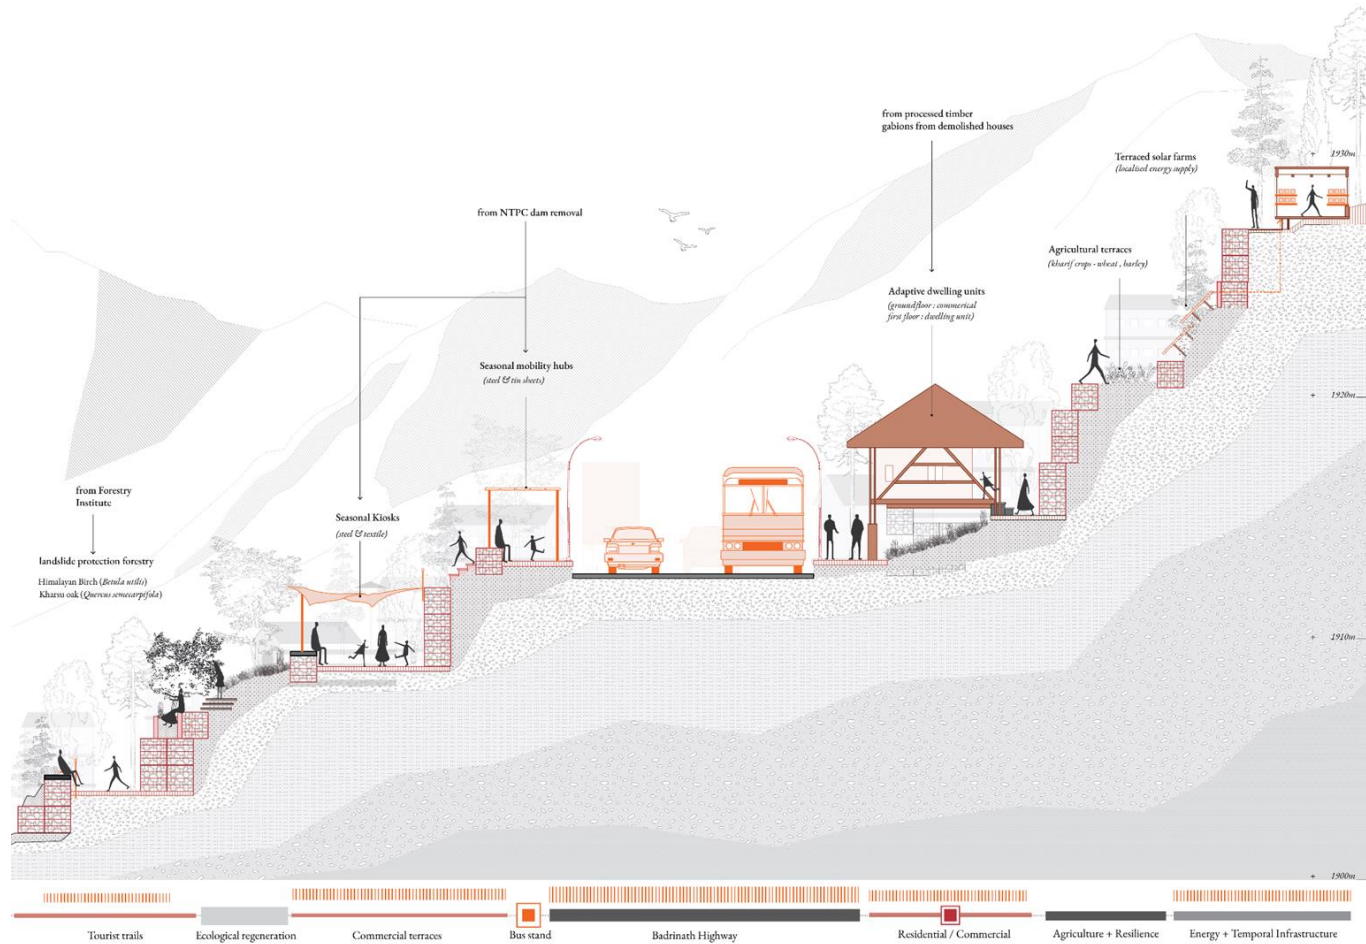 from processed timber
gabions from demolished houses
Terraced solar farms
(localised energy supply)
1930m
from NTPC dam removal
Agricultural terraces
(kharif crops - wheat , barley)
Adaptive dwelling units
(groundfloor : commerical
first floor : dwelling unit)
Seasonal mobility hubs
(steel & tin sheets)
1920m
from Forestry
Institute
Seasonal Kiosks
(steel & textile)
landslide protection forestry
Himalayan Birch (Betula utilis)
Kharsu oak (Quercus semecarpifola)
1910m
1900m
Tourist trails
Ecological regeneration
Commercial terraces
Bus stand
Badrinath Highway
Residential / Commercial
Agriculture + Resilience
Energy + Temporal Infrastructure